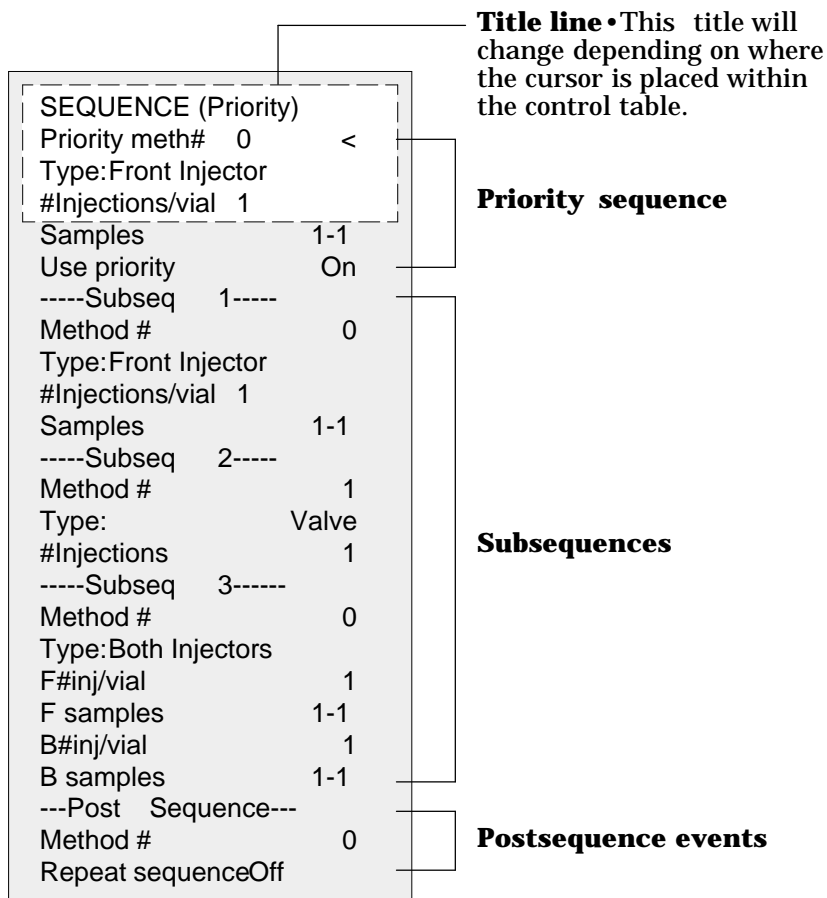 Title line•This title will
change depending on where
the cursor is placed within
the control table.
SEQUENCE (Priority)
Priority meth# 0 <
Type:Front Injector
#Injections/vial 1
Samples 1-1
Use priority On
Priority sequence
-----Subseq 1-----
Method # 0
Type:Front Injector
#Injections/vial 1
Samples 1-1
-----Subseq 2-----
Method # 1
Type: Valve
#Injections 1
-----Subseq 3------
Method # 0
Type:Both Injectors
F#inj/vial 1
F samples 1-1
B#inj/vial 1
B samples 1-1
Subsequences
---Post Sequence---
Method # 0
Repeat sequenceOff
Postsequence events